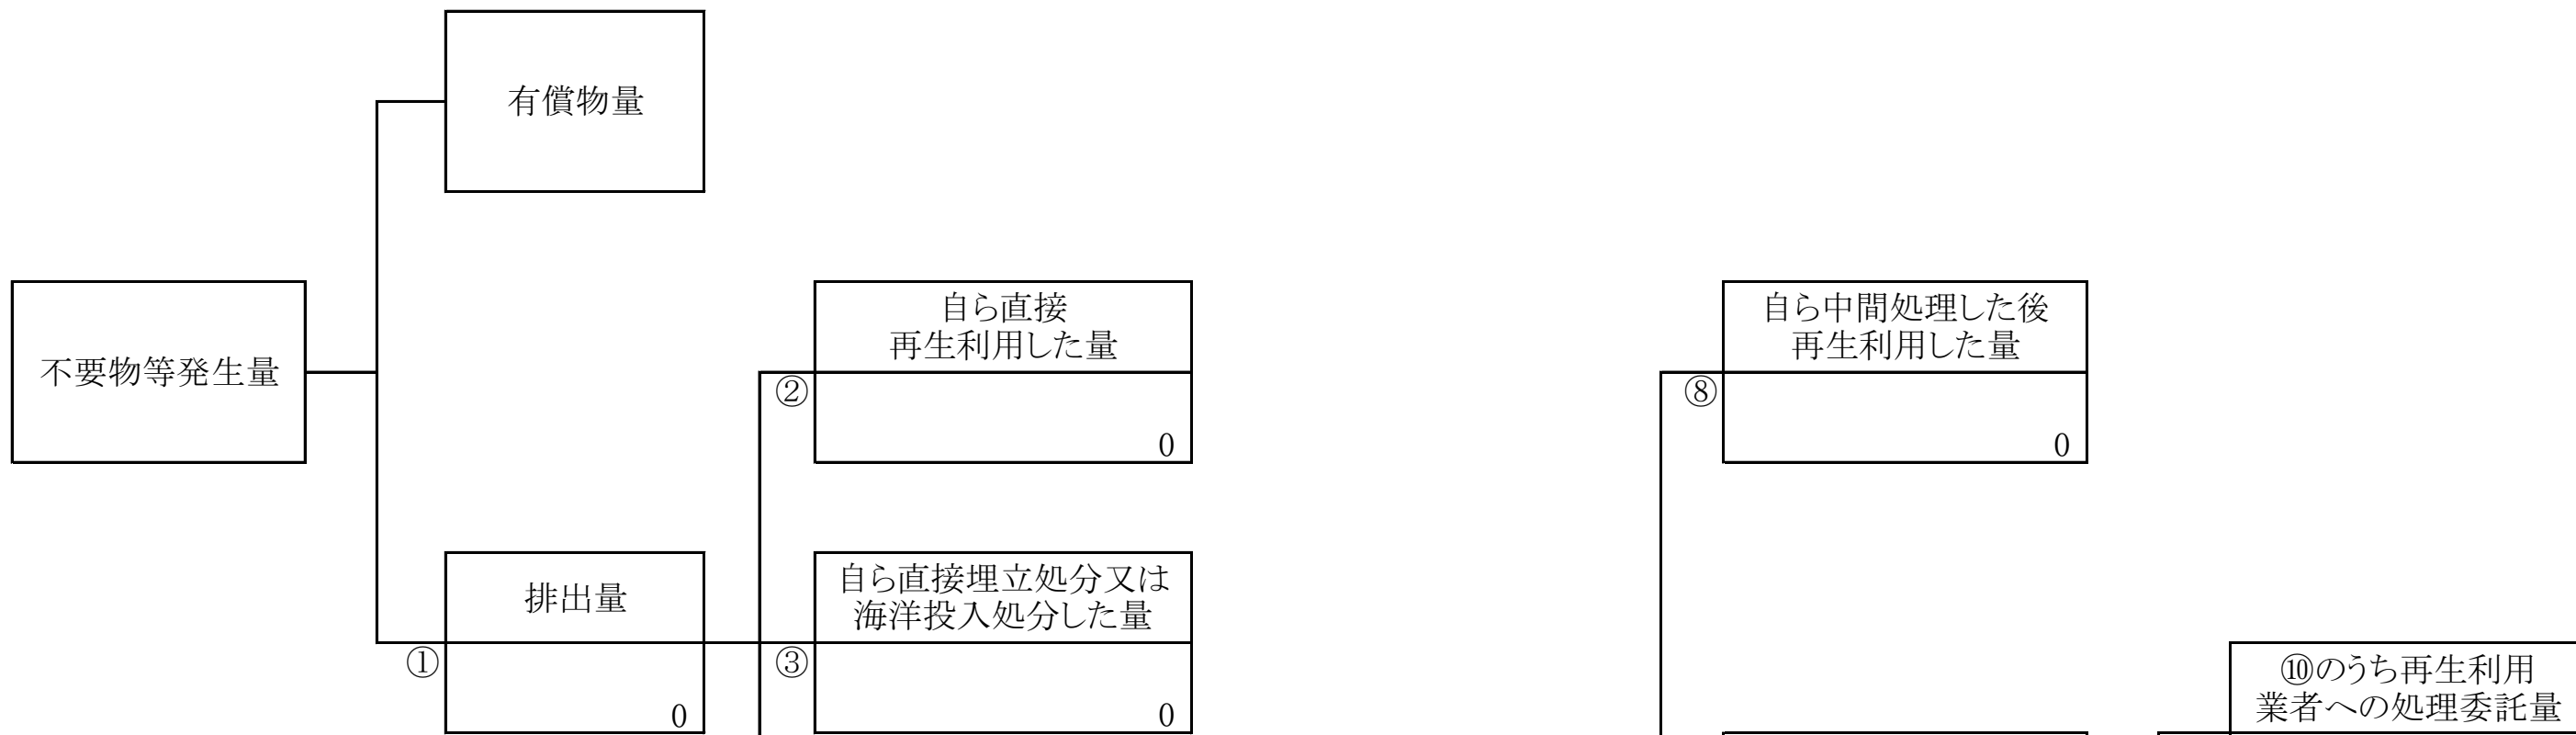 有償物量
不要物等発生量
自ら直接
再生利用した量
②
0
自ら中間処理した後
再生利用した量
⑧
0
排出量
①
0
自ら直接埋立処分又は
海洋投入処分した量
③
0
⑩のうち再生利用
業者への処理委託量